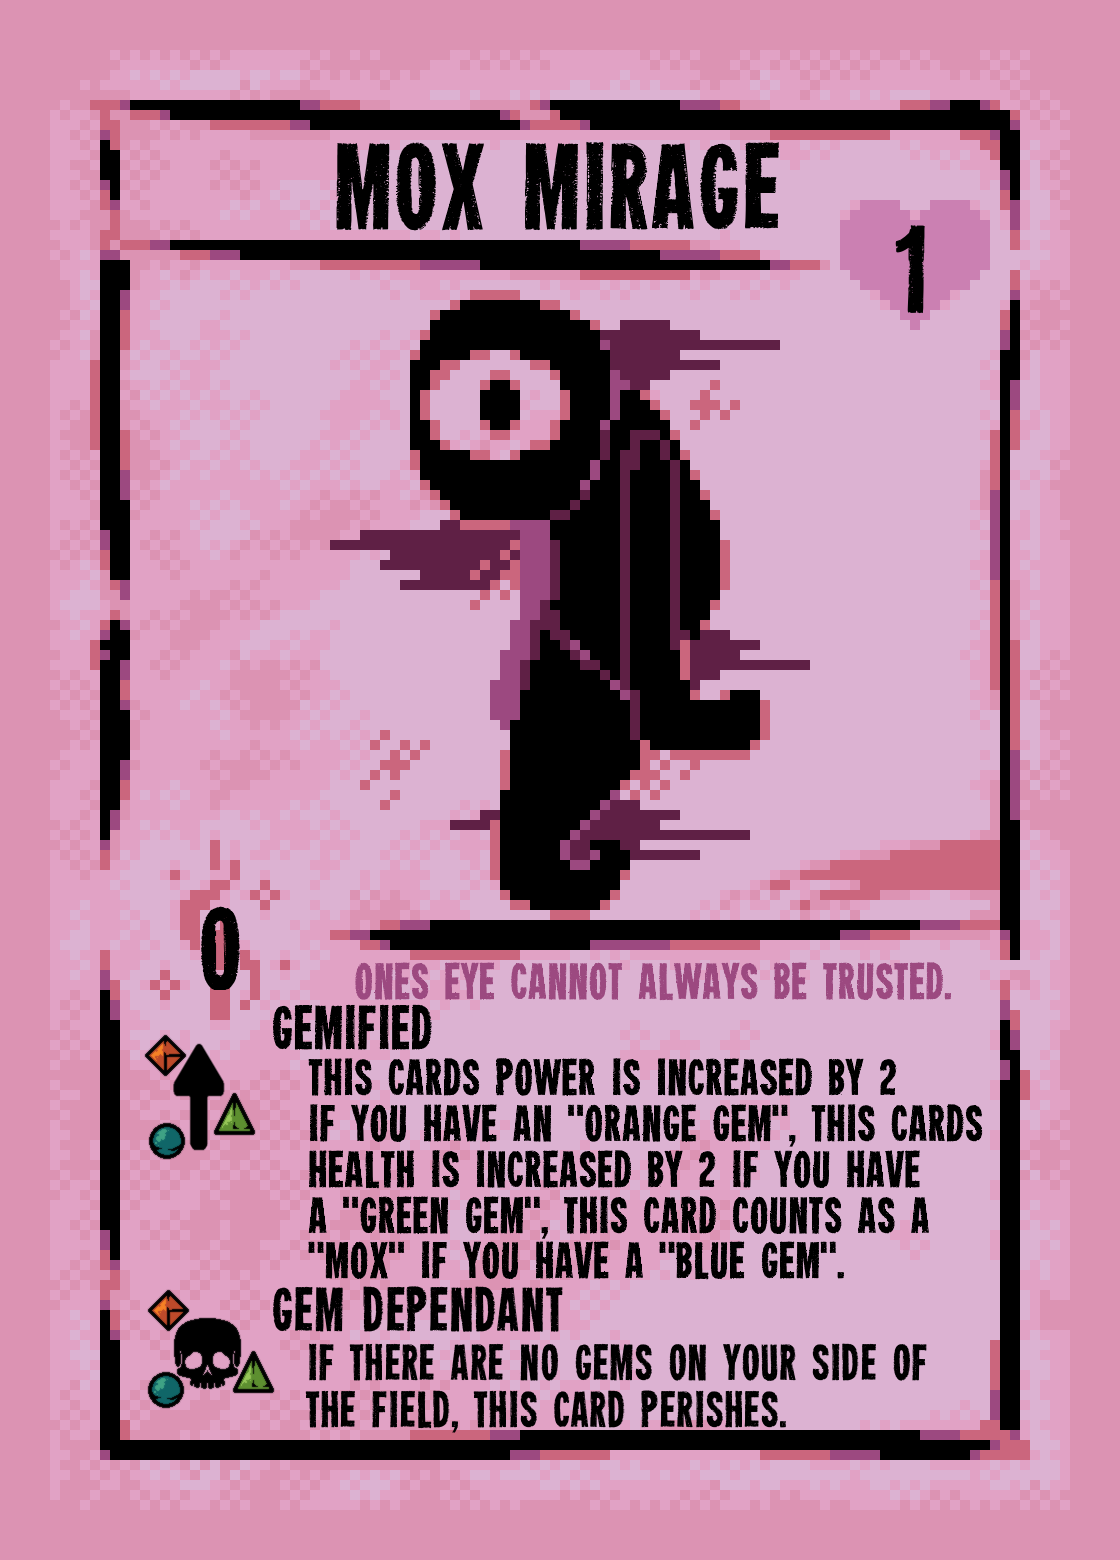 MOX MIRAGE
1
0
ONES EYE CANNOT ALWAYS BE TRUSTED.
GEMIFIED
THIS CARDS POWER IS INCREASED BY 2
IF YOU HAVE AN "ORANGE GEM", THIS CARDS
HEALTH IS INCREASED BY 2 IF YOU HAVE
A "GREEN GEM", THIS CARD COUNTS AS A
"MOX" IF YOU HAVE A "BLUE GEM".
GEM DEPENDANT
IF THERE ARE NO GEMS ON YOUR SIDE OF
THE FIELD, THIS CARD PERISHES.